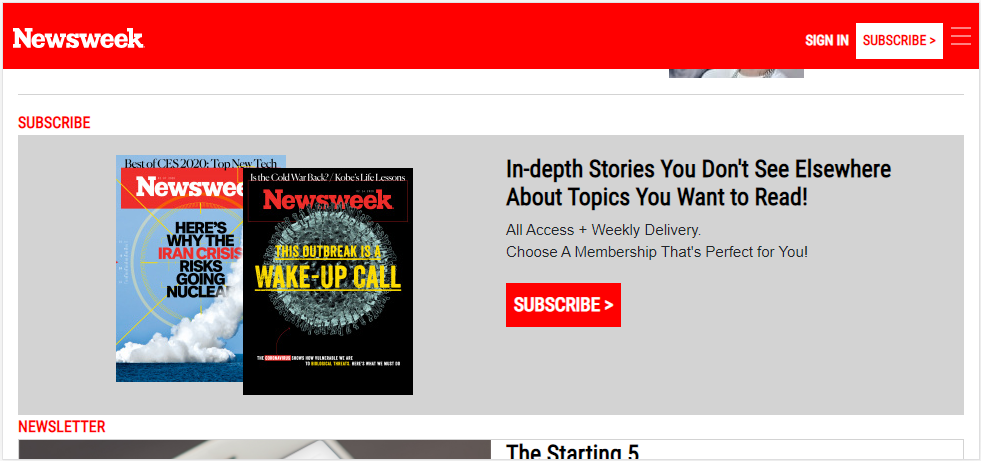 Newsweek
SIGN IN
SUBSCRIBE >
SUBSCRIBE
Best of CES 2020: Top New Tech
Newswee
HERE'S
WHY THE
IRAN CRISIS
RISKS
GOING
NUCLEA
Is the Cold War Back? / Kobe's Life Lessons
Newsweek
THIS OUTBREAK IS A
WAKE-UP CALL
THE CORONAVIRUS SHOWS HOW VULNERABLE WE ARE
TO BIOLOGICAL THREATS. HERE'S WHAT WE MUST DO
In-depth Stories You Don't See Elsewhere
About Topics You Want to Read!
All Access + Weekly Delivery.
Choose A Membership That's Perfect for You!
SUBSCRIBE >
NEWSLETTER
The Starting 5